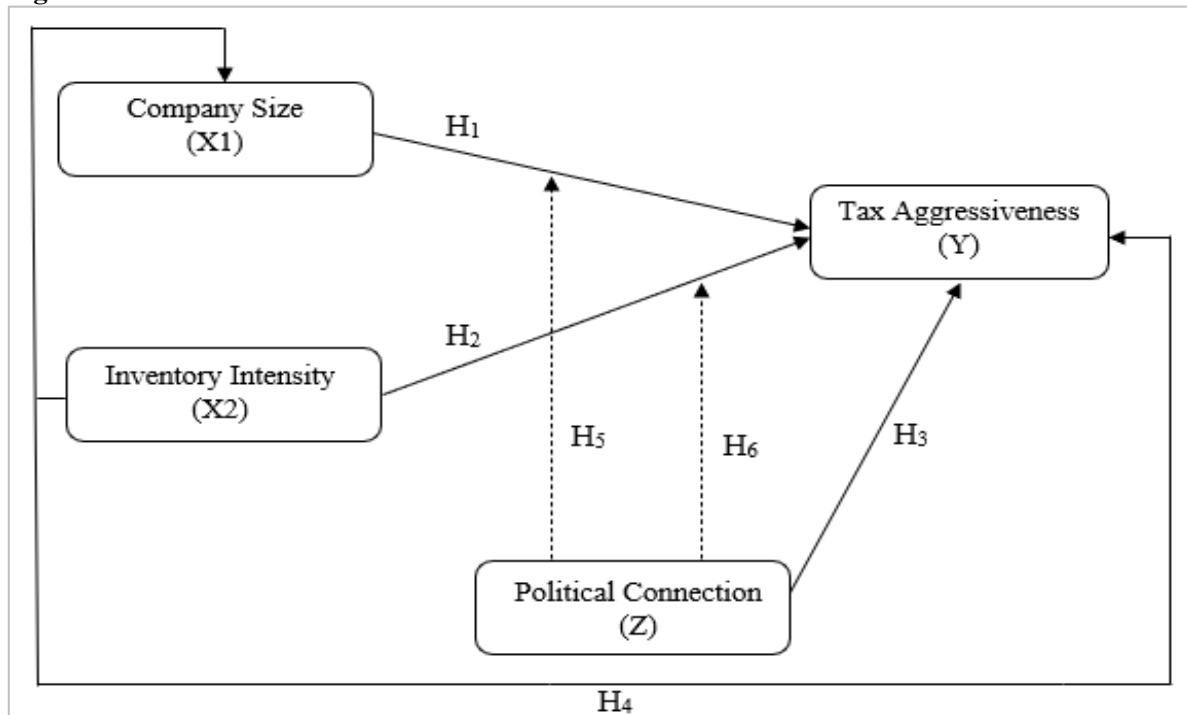 Company Size
(X1)
H1
Tax Aggressiveness
(Y)
H2
Inventory Intensity
(X2)
H5
H6
H3
Political Connection
(Z)
H4